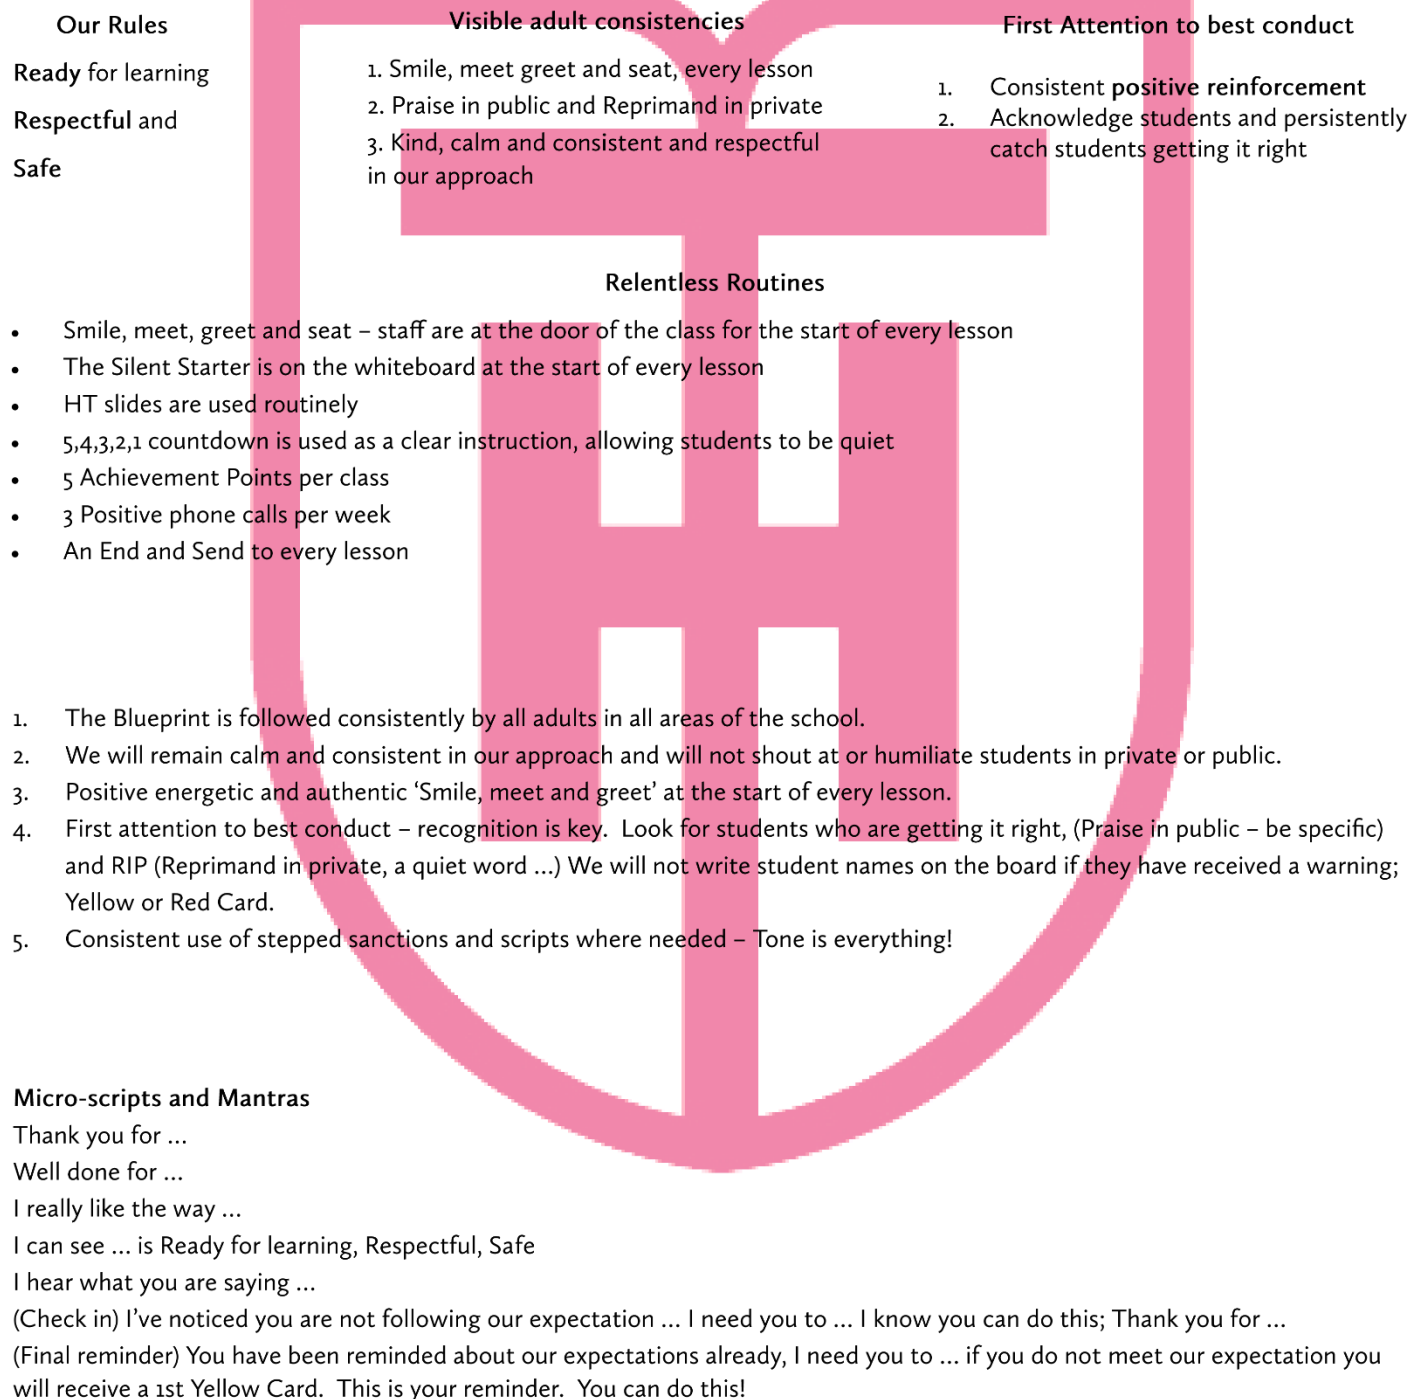 Our Rules
Ready for learning
Respectful and
Safe
Visible adult consistencies
1. Smile, meet greet and seat, every lesson
2. Praise in public and Reprimand in private
3. Kind, calm and consistent and respectful
in our approach
First Attention to best conduct
1. Consistent positive reinforcement
2. Acknowledge students and persistently
catch students getting it right
Relentless Routines
• Smile, meet, greet and seat – staff are at the door of the class for the start of every lesson
• The Silent Starter is on the whiteboard at the start of every lesson
• HT slides are used routinely
• 5,4,3,2,1 countdown is used as a clear instruction, allowing students to be quiet
• 5 Achievement Points per class
• 3 Positive phone calls per week
• An End and Send to every lesson
1. The Blueprint is followed consistently by all adults in all areas of the school.
2. We will remain calm and consistent in our approach and will not shout at or humiliate students in private or public.
3. Positive energetic and authentic ‘Smile, meet and greet’ at the start of every lesson.
4. First attention to best conduct – recognition is key. Look for students who are getting it right, (Praise in public – be specific)
and RIP (Reprimand in private, a quiet word ...) We will not write student names on the board if they have received a warning;
Yellow or Red Card.
5. Consistent use of stepped sanctions and scripts where needed – Tone is everything!
Micro-scripts and Mantras
Thank you for ...
Well done for ...
I really like the way ...
I can see ... is Ready for learning, Respectful, Safe
I hear what you are saying ...
(Check in) I’ve noticed you are not following our expectation ... I need you to ... I know you can do this; Thank you for ...
(Final reminder) You have been reminded about our expectations already, I need you to ... if you do not meet our expectation you
will receive a 1st Yellow Card. This is your reminder. You can do this!